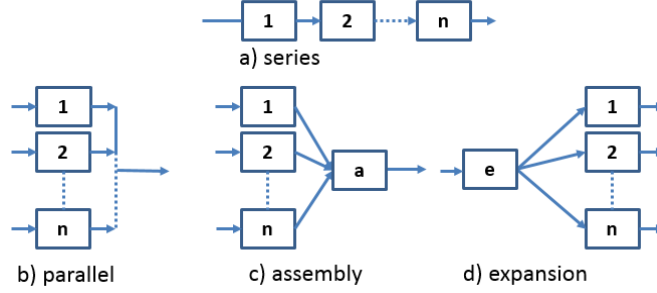 1 2 n
a) series
1 1 1
2 2 2
a e
n n n
b) parallel c) assembly d) expansion